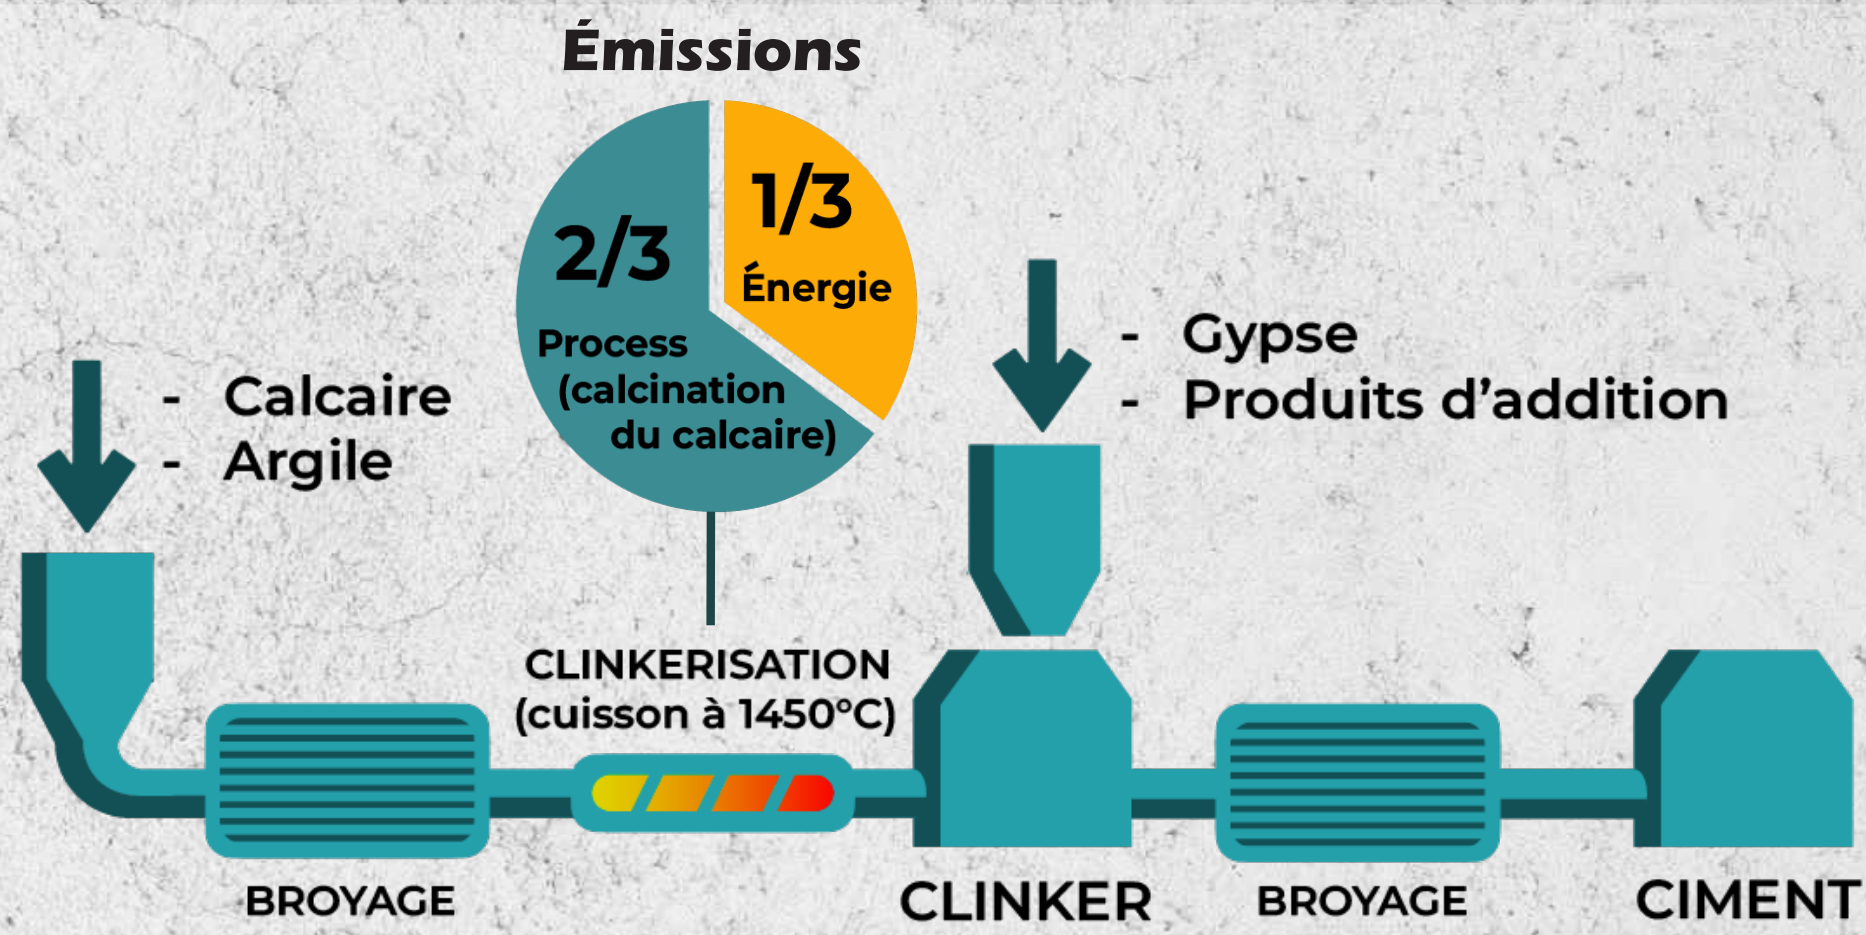 Émissions
1/3
Énergie
2/3
Process
(calcination
du calcaire)
- Calcaire
- Argile
- Gypse
- Produits d’addition
CLINKERISATION
(cuisson à 1450°C)
BROYAGE
CLINKER
BROYAGE
CIMENT